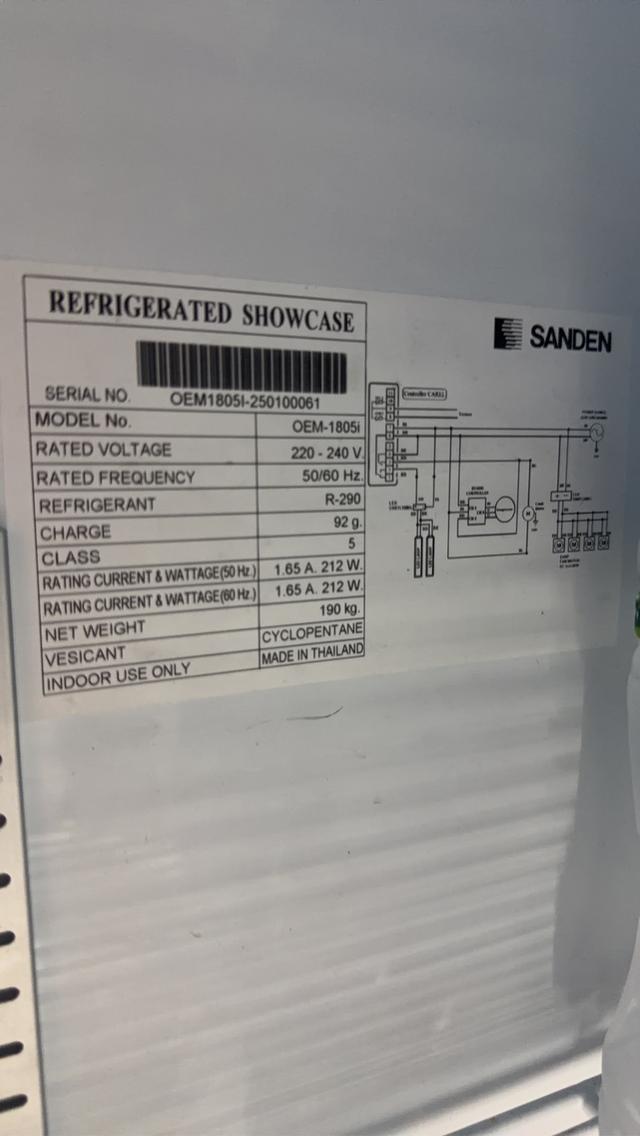 REFRIGERATED SHOWCASE
SERIAL NO. OEM1805I-250100061
MODEL No. OEM-1805i
RATED VOLTAGE 220 - 240 V.
RATED FREQUENCY 50/60 Hz.
REFRIGERANT R-290
CHARGE 92 g.
CLASS 5
RATING CURRENT & WATTAGE(50 Hz.) 1.65 A. 212 W.
RATING CURRENT & WATTAGE(60 Hz.) 1.65 A. 212 W.
NET WEIGHT 190 kg.
VESICANT CYCLOPENTANE
INDOOR USE ONLY MADE IN THAILAND
SANDEN
Controller CAREL